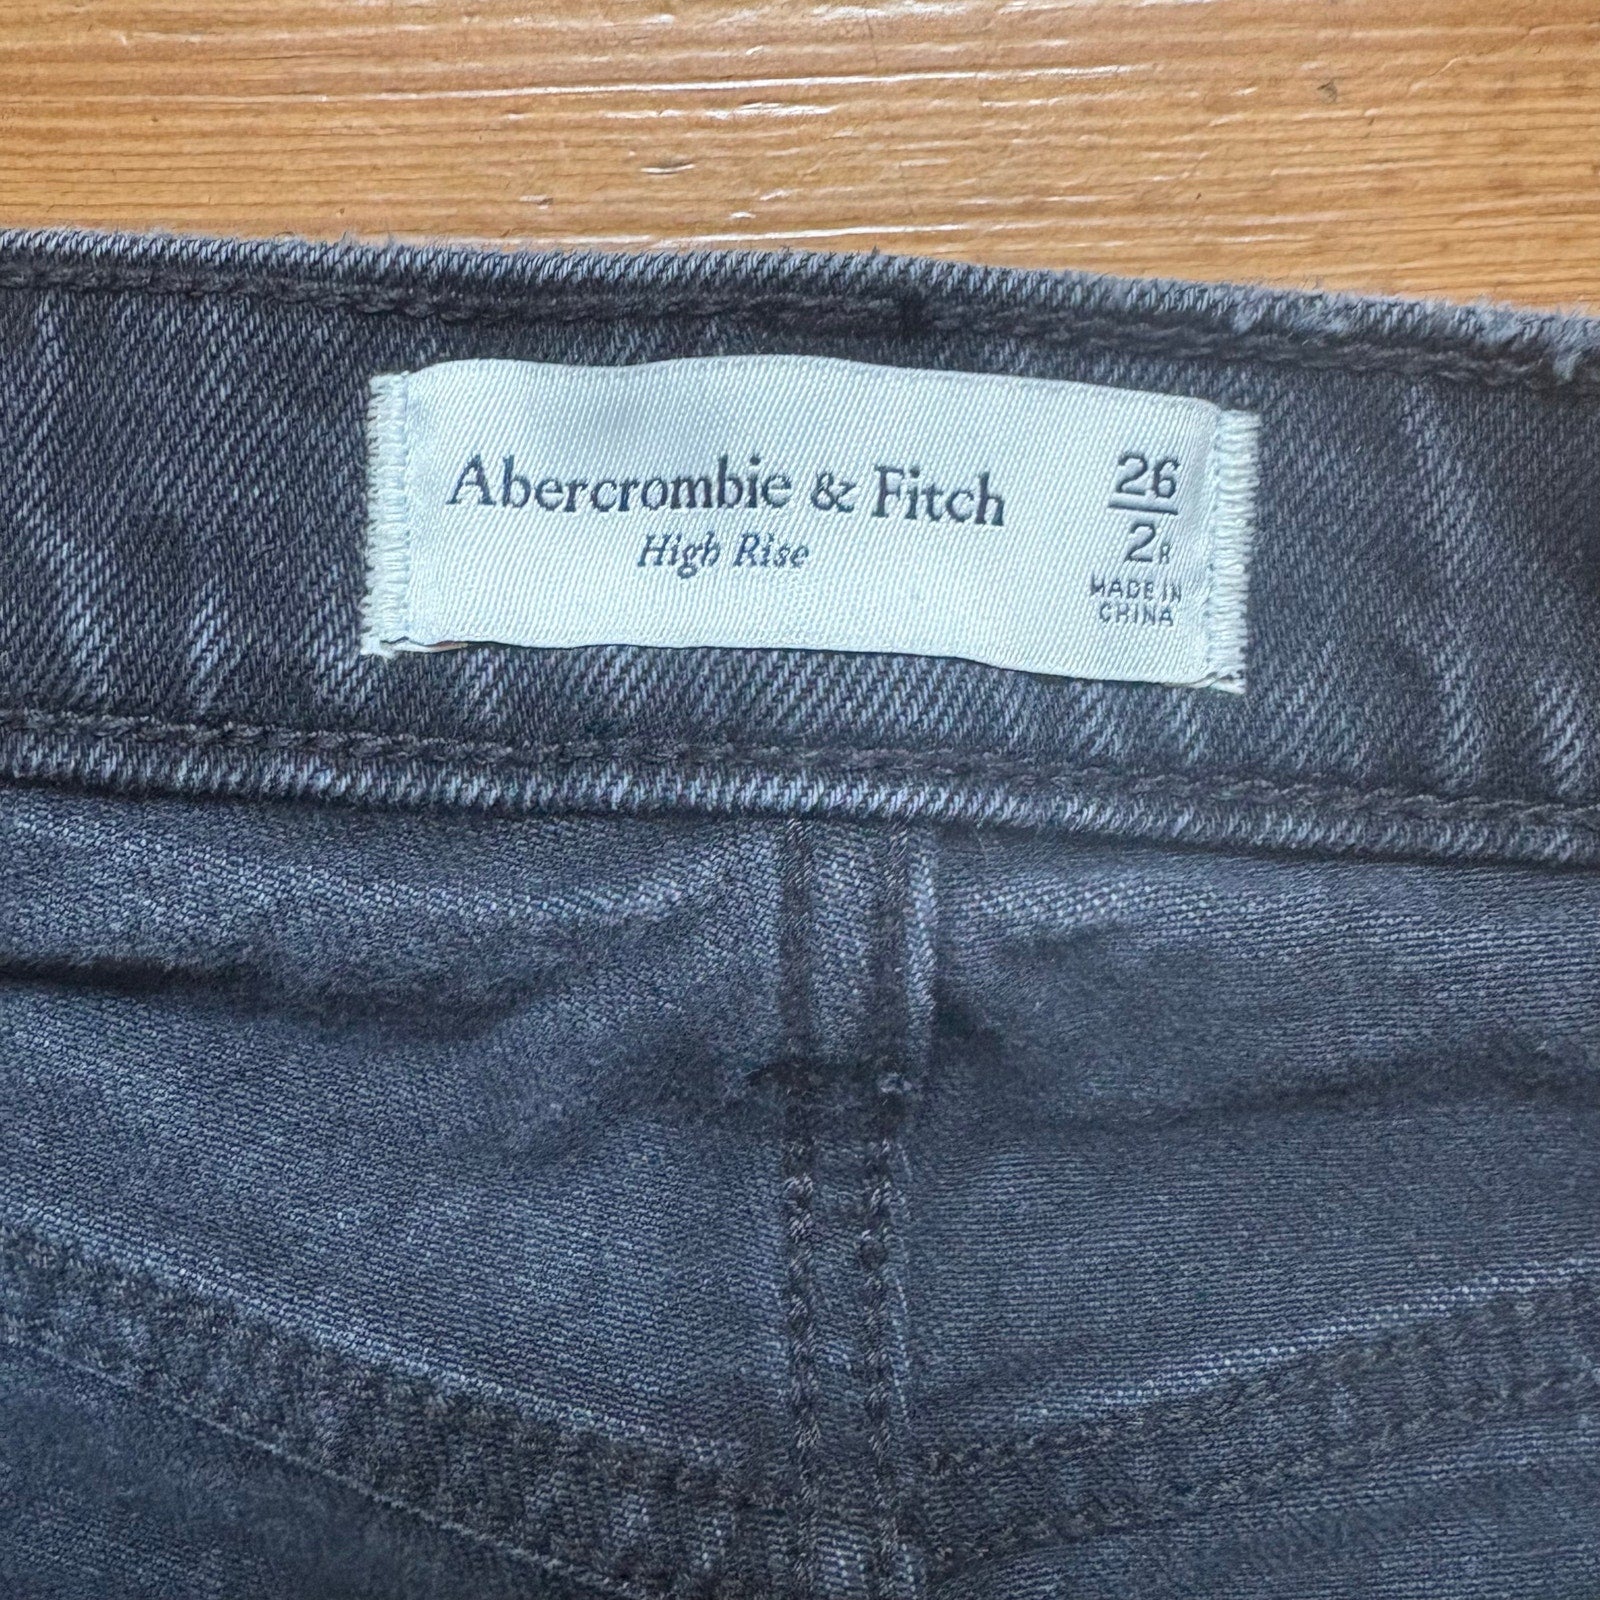 Abercrombie & Fitch
High Rise
26
2R
MADE IN
CHINA